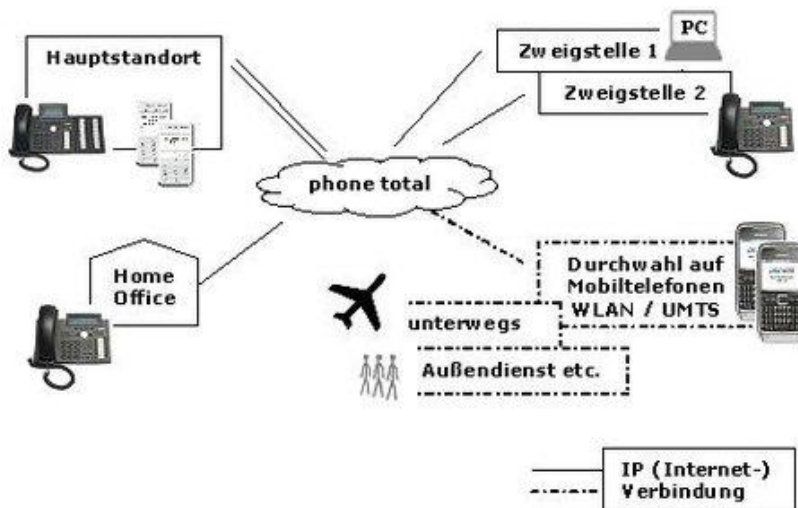 Hauptstandort
PC
Zweigstelle 1
Zweigstelle 2
phone total
Home
Office
Durchwahl auf
Mobiltelefonen
WLAN / UMTS
unterwegs
Außendienst etc.
IP (Internet-)
Verbindung